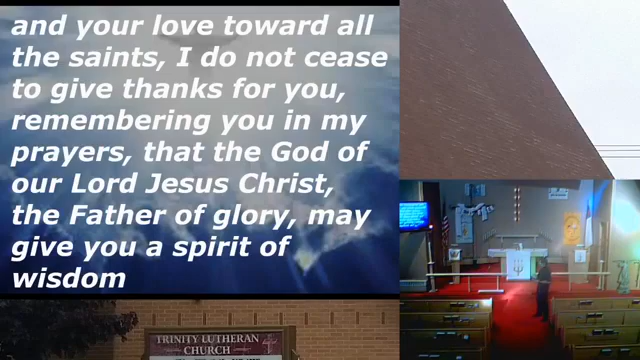 and your love toward all
the saints, I do not cease
to give thanks for you,
remembering you in my
prayers, that the God of
our Lord Jesus Christ,
the Father of glory, may
give you a spirit of
wisdom
TRINITY LUTHERAN
CHURCH